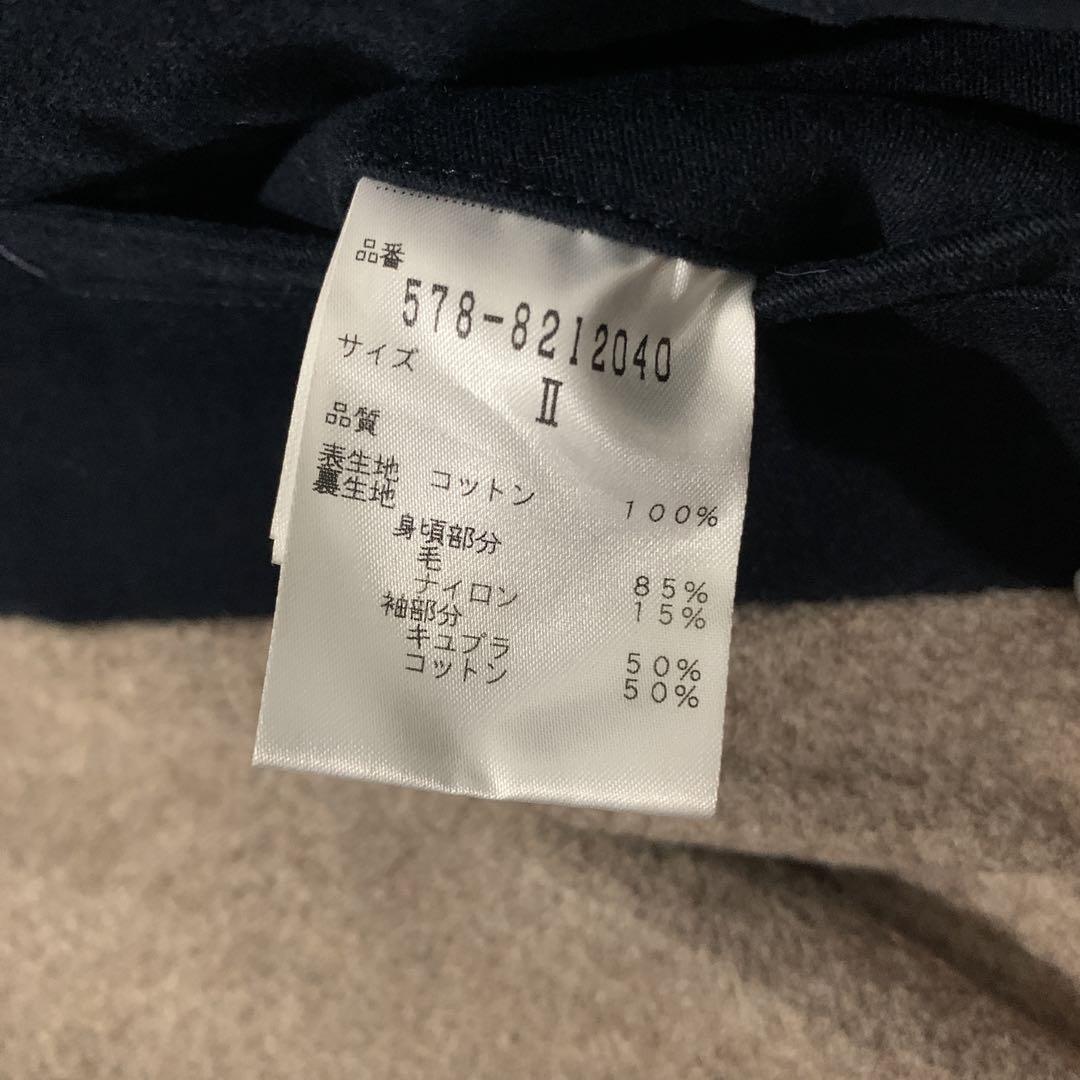 品番
578-8212040
サイズ
Ⅱ
品質
表生地 コットン 100%
裏生地
身頃部分
毛 85%
ナイロン 15%
袖部分
キュプラ 50%
コットン 50%